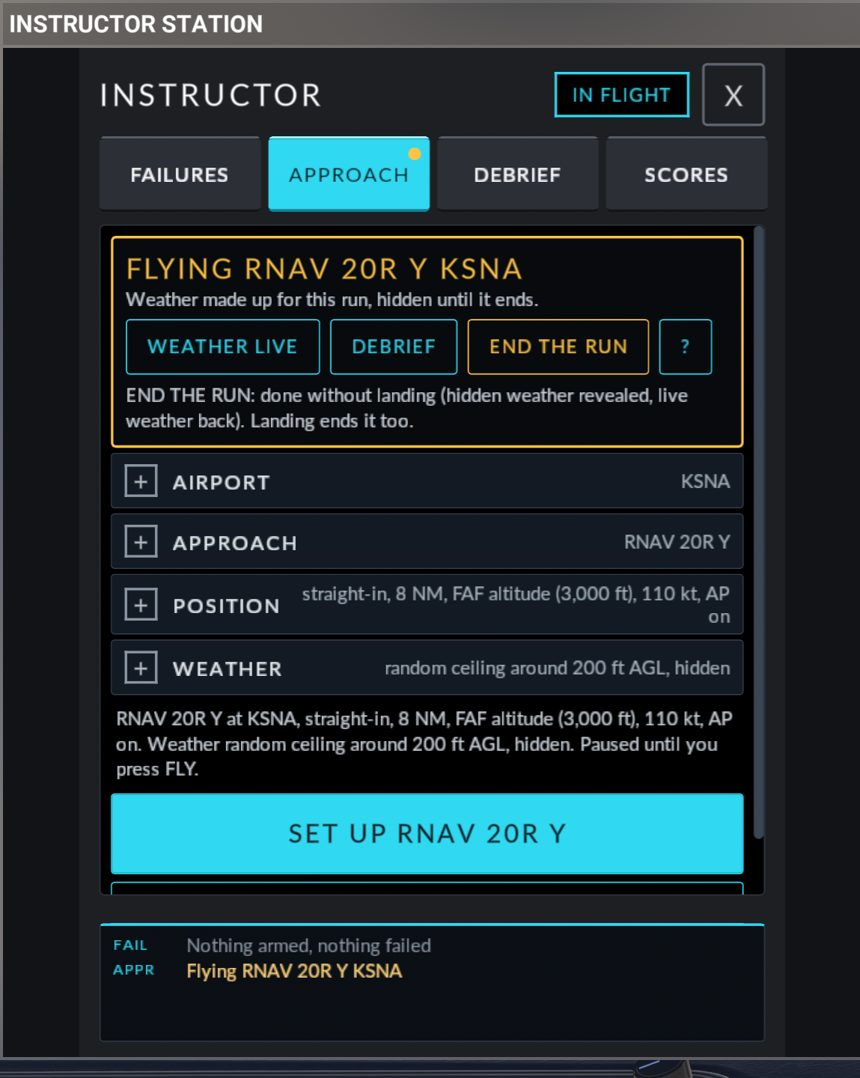 INSTRUCTOR STATION
INSTRUCTOR
IN FLIGHT
X
FAILURES
APPROACH
DEBRIEF
SCORES
FLYING RNAV 20R Y KSNA
Weather made up for this run, hidden until it ends.
WEATHER LIVE
DEBRIEF
END THE RUN
?
END THE RUN: done without landing (hidden weather revealed, live
weather back). Landing ends it too.
+ AIRPORT KSNA
+ APPROACH RNAV 20R Y
+ POSITION straight-in, 8 NM, FAF altitude (3,000 ft), 110 kt, AP
on
+ WEATHER random ceiling around 200 ft AGL, hidden
RNAV 20R Y at KSNA, straight-in, 8 NM, FAF altitude (3,000 ft), 110 kt, AP
on. Weather random ceiling around 200 ft AGL, hidden. Paused until you
press FLY.
SET UP RNAV 20R Y
FAIL Nothing armed, nothing failed
APPR Flying RNAV 20R Y KSNA